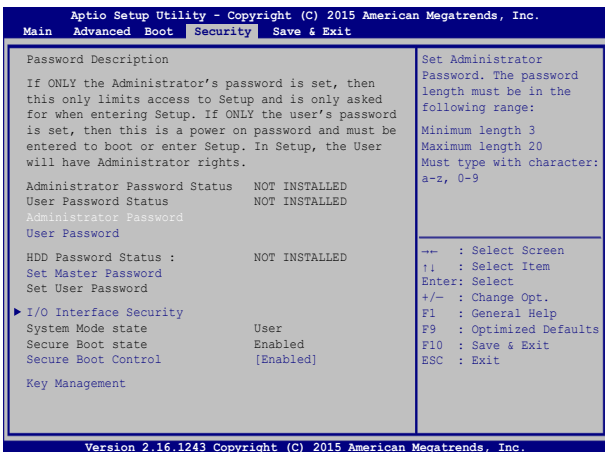 Aptio Setup Utility - Copyright (C) 2015 American Megatrends, Inc.
Main Advanced Boot Security Save & Exit
Password Description
If ONLY the Administrator's password is set, then
this only limits access to Setup and is only asked
for when entering Setup. If ONLY the user's password
is set, then this is a power on password and must be
entered to boot or enter Setup. In Setup, the User
will have Administrator rights.
Administrator Password Status NOT INSTALLED
User Password Status NOT INSTALLED
Administrator Password
User Password
HDD Password Status : NOT INSTALLED
Set Master Password
Set User Password
I/O Interface Security
System Mode state User
Secure Boot state Enabled
Secure Boot Control [Enabled]
Key Management
Set Administrator
Password. The password
length must be in the
following range:
Minimum length 3
Maximum length 20
Must type with character:
a-z, 0-9
→← : Select Screen
↑↓ : Select Item
Enter: Select
+/— : Change Opt.
F1 : General Help
F9 : Optimized Defaults
F10 : Save & Exit
ESC : Exit
Version 2.16.1243 Copyright (C) 2015 American Megatrends, Inc.